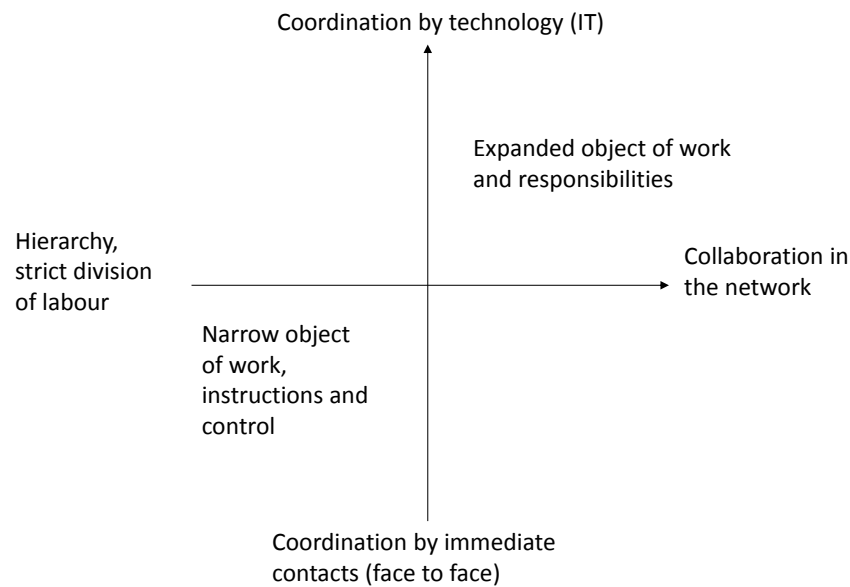 Coordination by technology (IT)
Expanded object of work
and responsibilities
Hierarchy,
strict division
of labour
Collaboration in
the network
Narrow object
of work,
instructions and
control
Coordination by immediate
contacts (face to face)